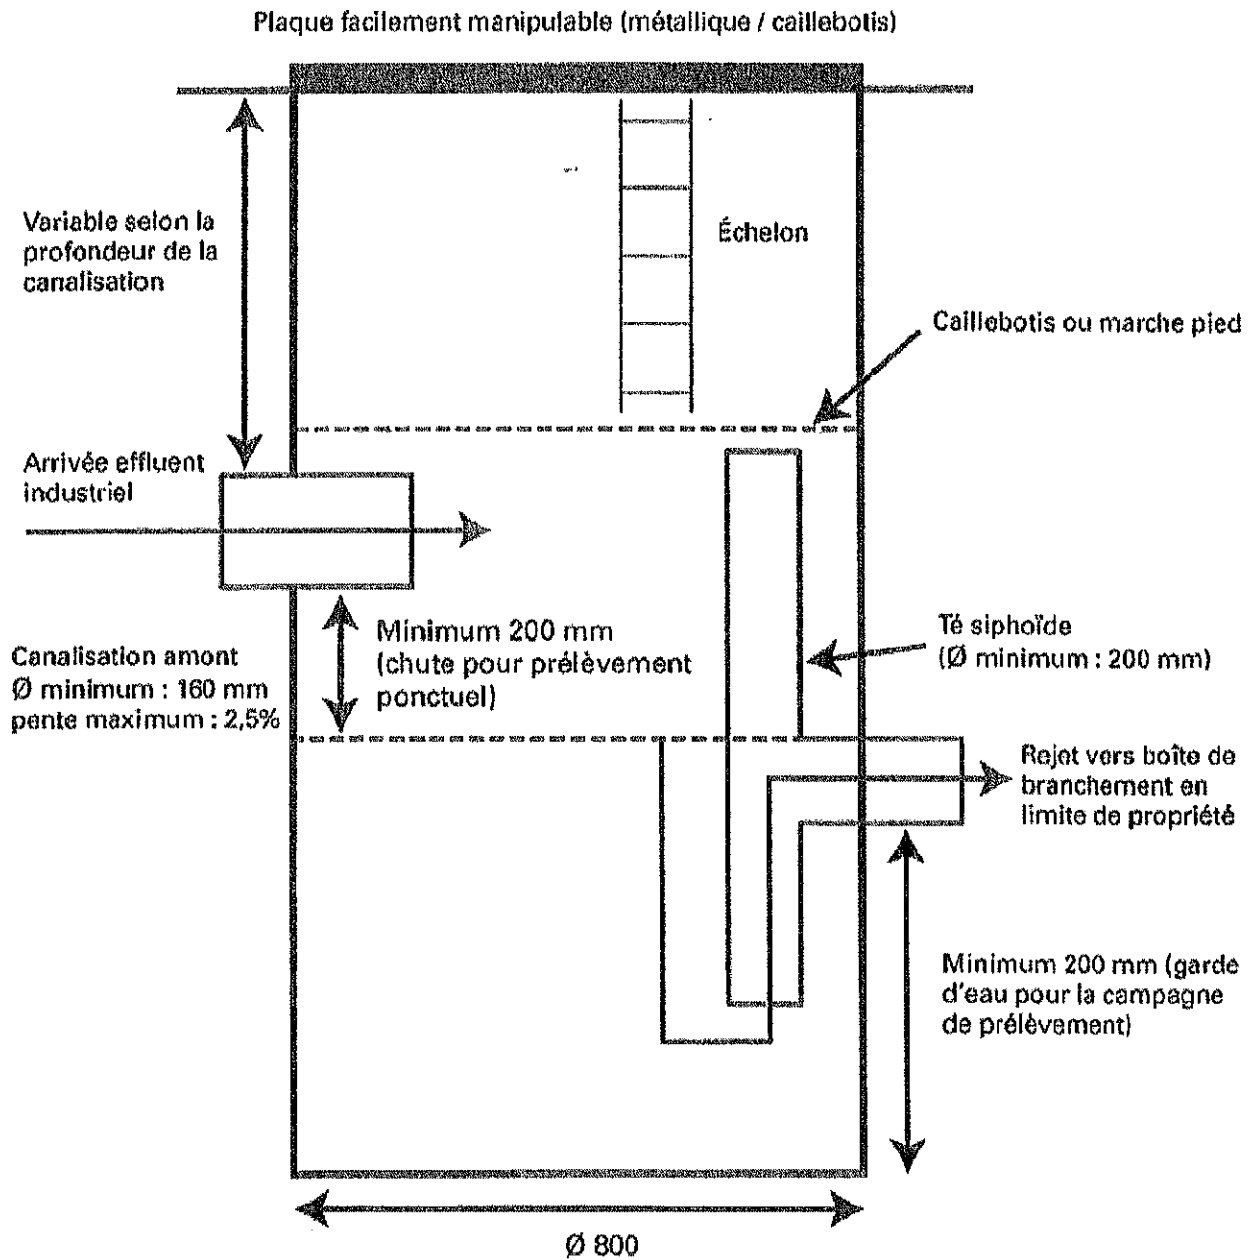 Plaque facilement manipulable (métallique / caillebotis)
Variable selon la
profondeur de la
canalisation
Échelon
Caillebotis ou marche pied
Arrivée effluent
industriel
Minimum 200 mm
(chute pour prélèvement
ponctuel)
Té siphoïde
(Ø minimum : 200 mm)
Canalisation amont
Ø minimum : 160 mm
pente maximum : 2,5%
Rejet vers boîte de
branchement en
limite de propriété
Minimum 200 mm (garde
d'eau pour la campagne
de prélèvement)
Ø 800